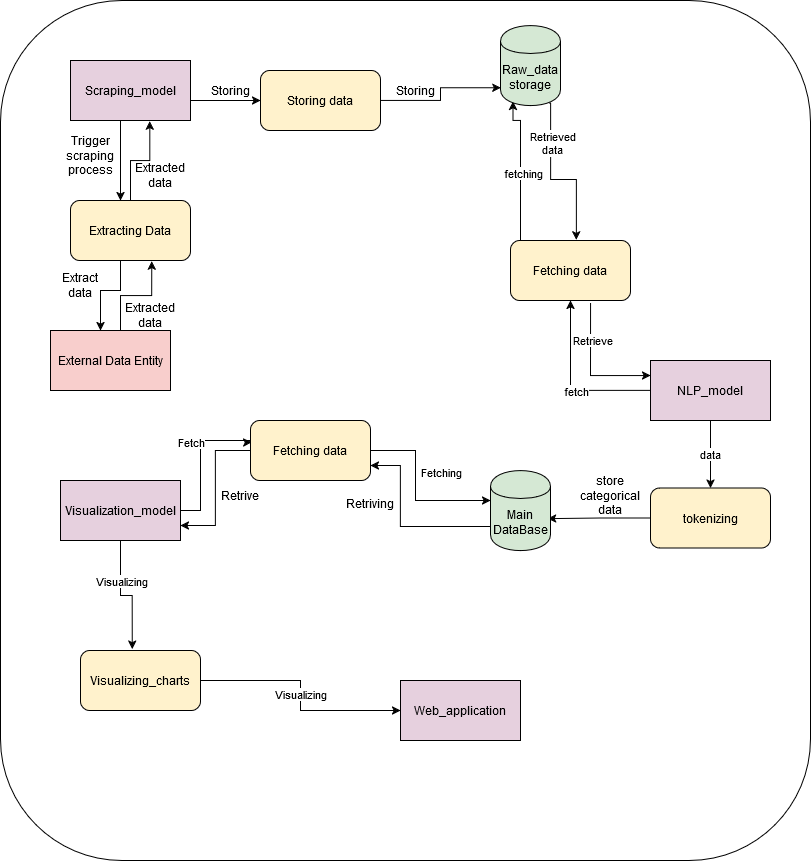 Scraping_model
Storing
Storing data
Storing
Raw_data
storage
Trigger
scraping
process
Extracted
data
Retrieved
data
fetching
Extracting Data
Fetching data
Extract
data
Extracted
data
External Data Entity
Retrieve
fetch
NLP_model
Fetch
Fetching data
Fetching
data
Retrive
Retriving
store
categorical
data
Visualization_model
Main
DataBase
tokenizing
Visualizing
Visualizing_charts
Visualizing
Web_application